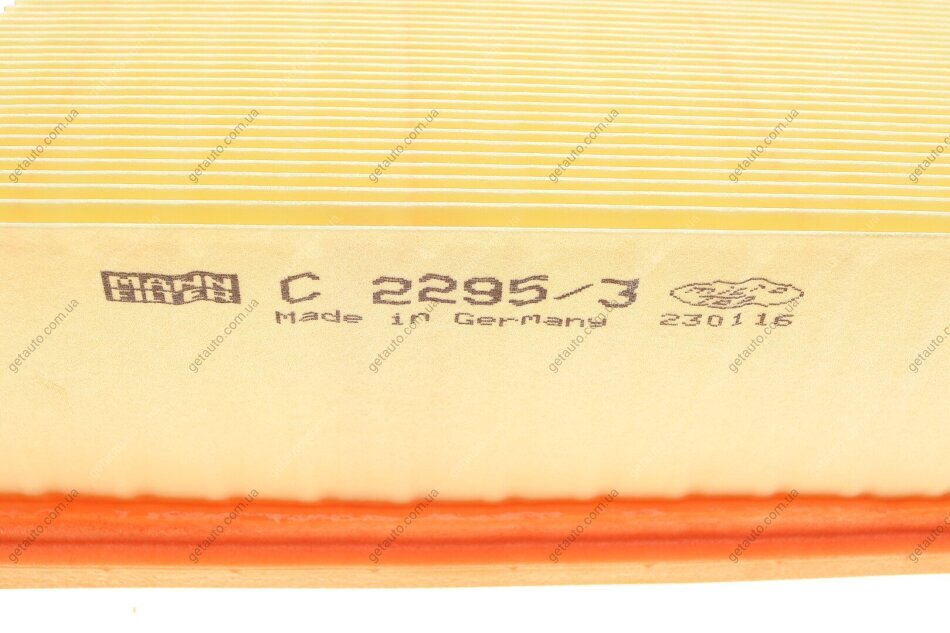 MANN FILTER C 2295/3
Made in Germany 230116
getauto.com.ua